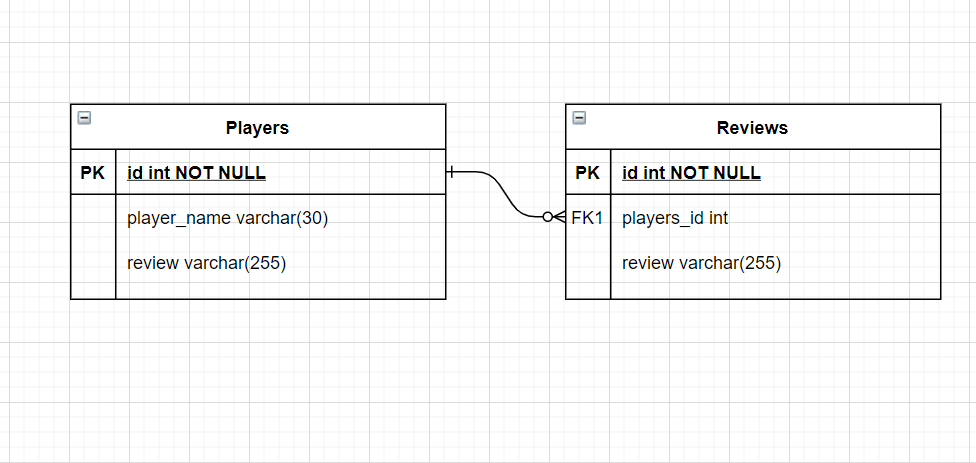 Players
PK id int NOT NULL
player_name varchar(30)
review varchar(255)
Reviews
PK id int NOT NULL
FK1 players_id int
review varchar(255)